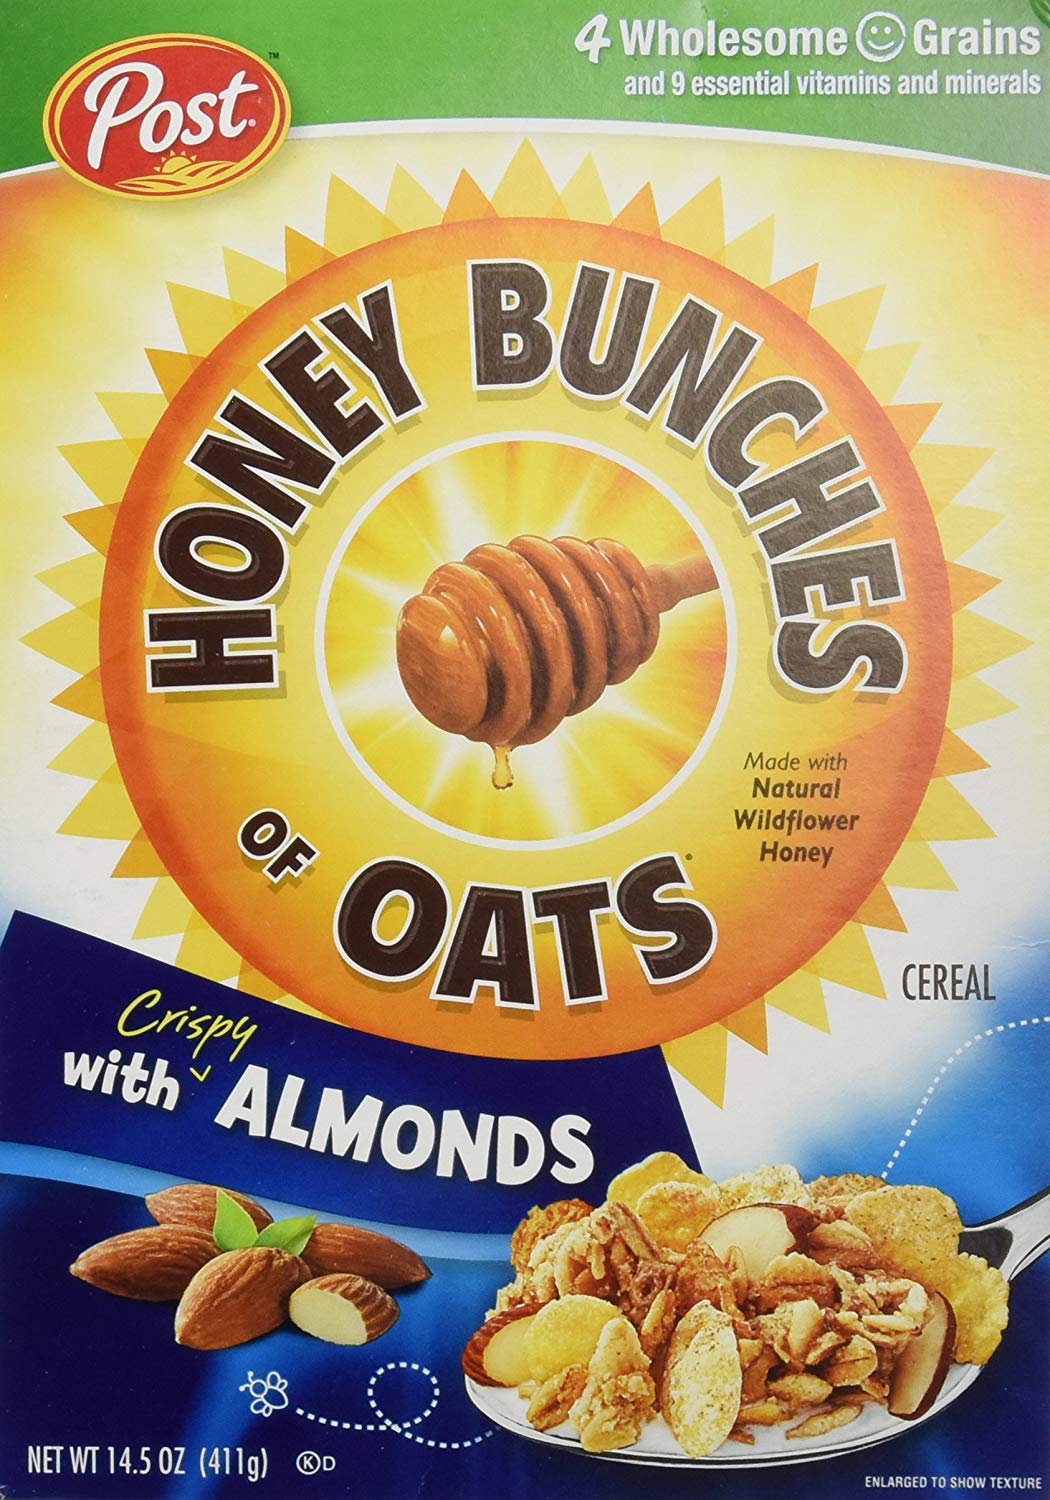 Post®
™
4 Wholesome Grains
and 9 essential vitamins and minerals
HONEY BUNCHES
OF OATS®
Made with
Natural
Wildflower
Honey
CEREAL
Crispy
with ALMONDS
NET WT 14.5 OZ (411g)
K D
ENLARGED TO SHOW TEXTURE